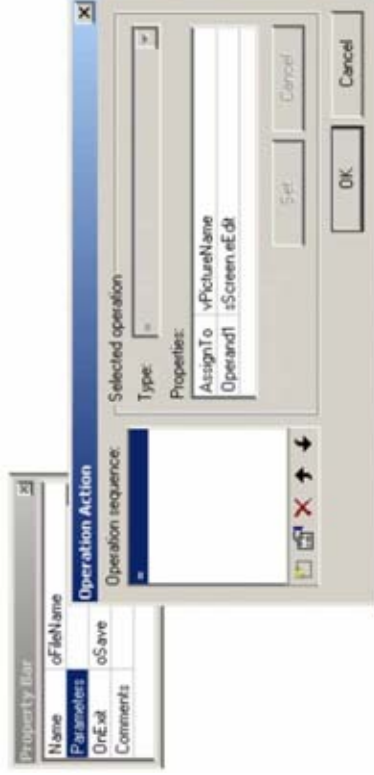 Property Bar
Name oFileName
Parameters
OnExit oSave
Comments
Operation Action
Operation sequence:
=
Selected operation
Type: =
Properties:
AssignTo vPictureName
Operand1 sScreen.eEdit
Set Cancel
OK Cancel